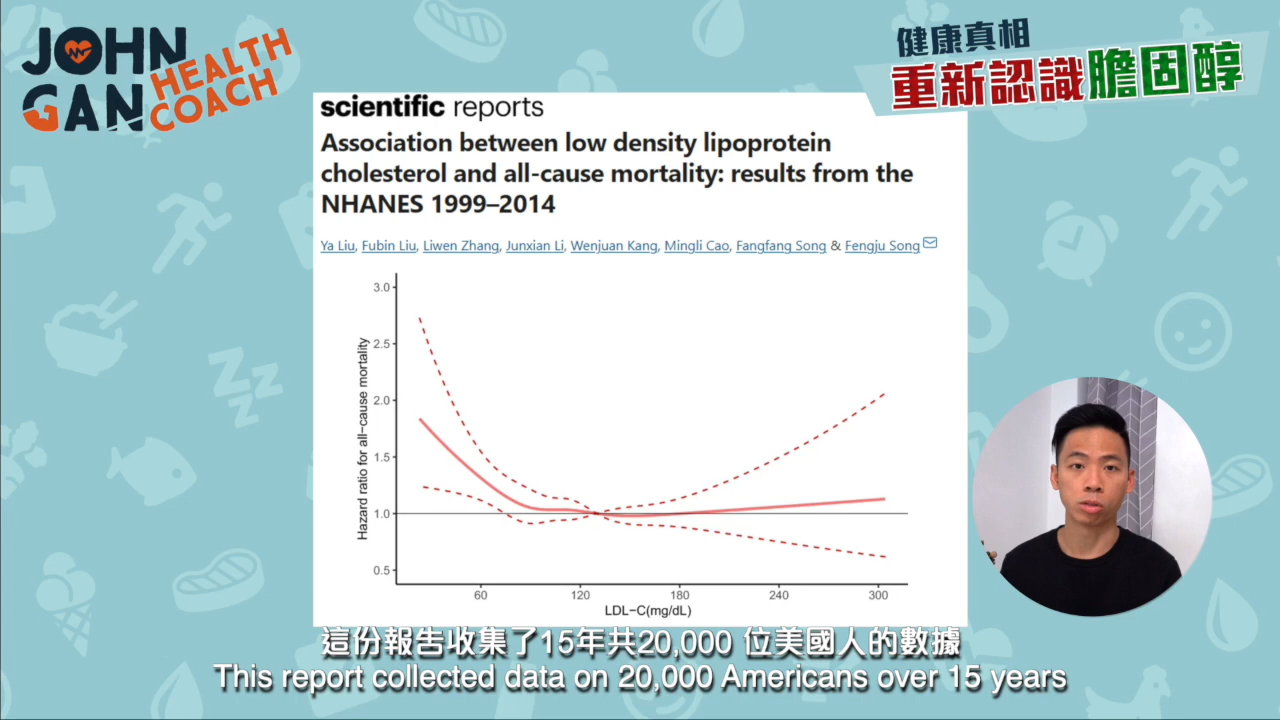 JOHN
GAN
HEALTH
COACH
健康真相
重新認識膽固醇
scientific reports
Association between low density lipoprotein
cholesterol and all-cause mortality: results from the
NHANES 1999–2014
Ya Liu, Fubin Liu, Liwen Zhang, Junxian Li, Wenjuan Kang, Mingli Cao, Fangfang Song & Fengju Song
Hazard ratio for all-cause mortality
3.0
2.5
2.0
1.5
1.0
0.5
60 120 180 240 300
LDL−C(mg/dL)
zzz
這份報告收集了15年共20,000 位美國人的數據
This report collected data on 20,000 Americans over 15 years